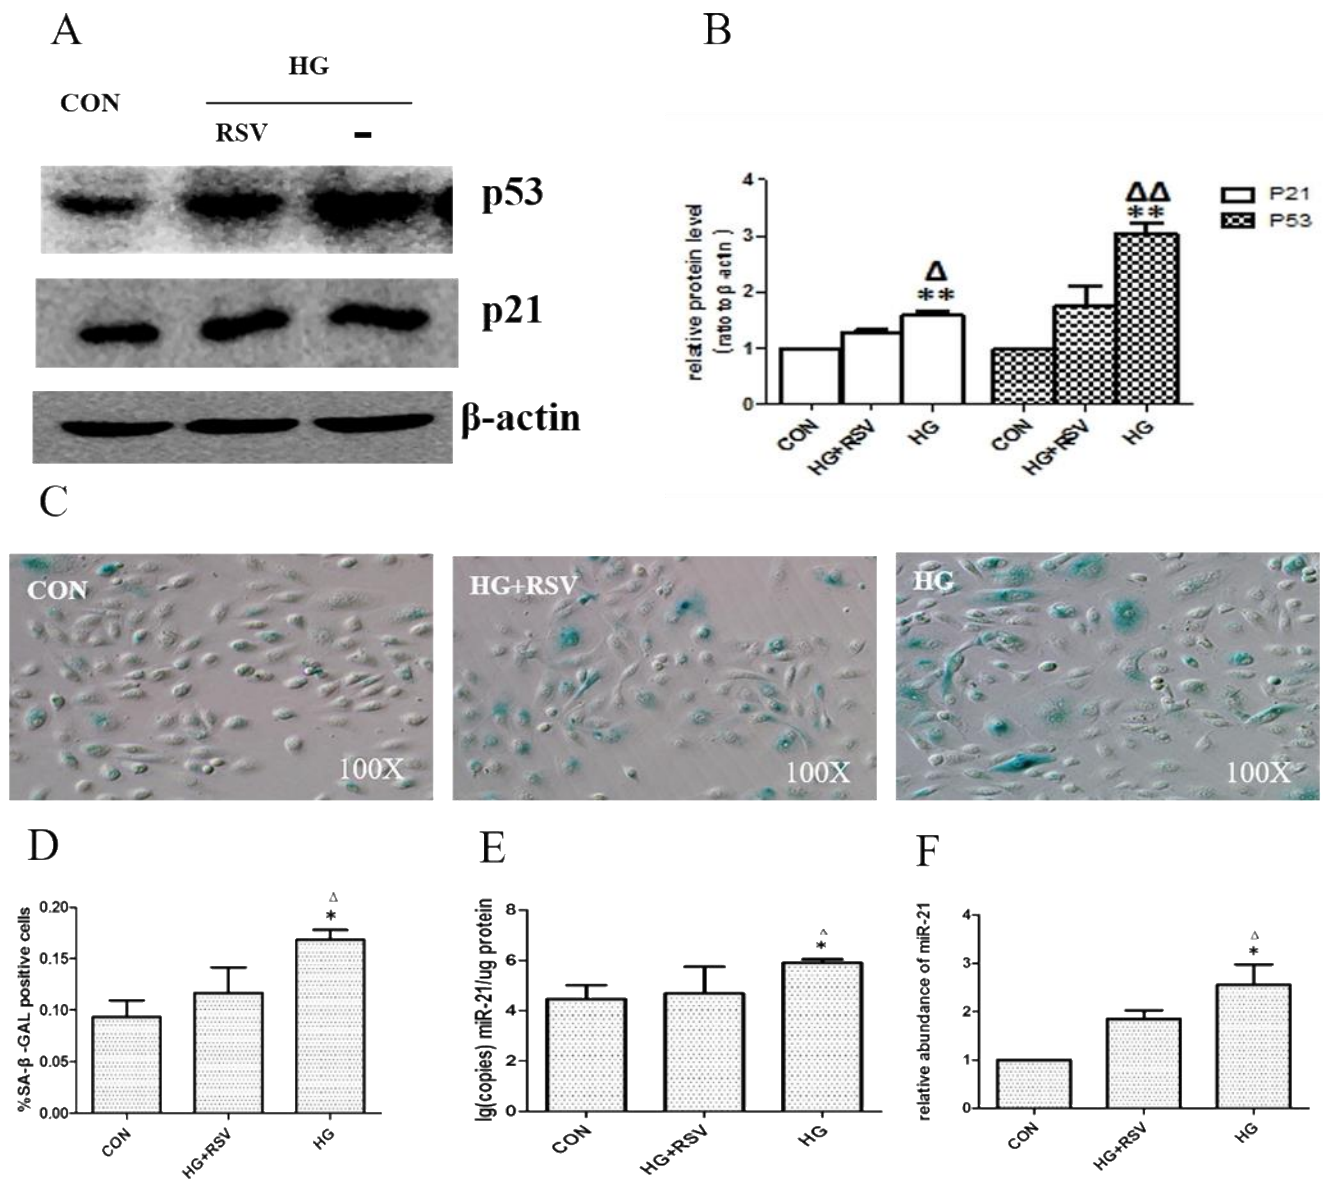 A
HG
CON
RSV -
p53
p21
β-actin
B
relative protein level
(ratio to β-actin)
4
3
2
1
0
Δ
**
ΔΔ
**
P21
P53
CON
HG+RSV
HG
CON
HG+RSV
HG
C
CON
100X
HG+RSV
100X
HG
100X
D
%SA-β-GAL positive cells
0.20
0.15
0.10
0.05
0.00
Δ
*
CON
HG+RSV
HG
E
lg(copies) miR-21/ug protein
8
6
4
2
0
^
*
CON
HG+RSV
HG
F
relative abundance of miR-21
4
3
2
1
0
Δ
*
CON
HG+RSV
HG